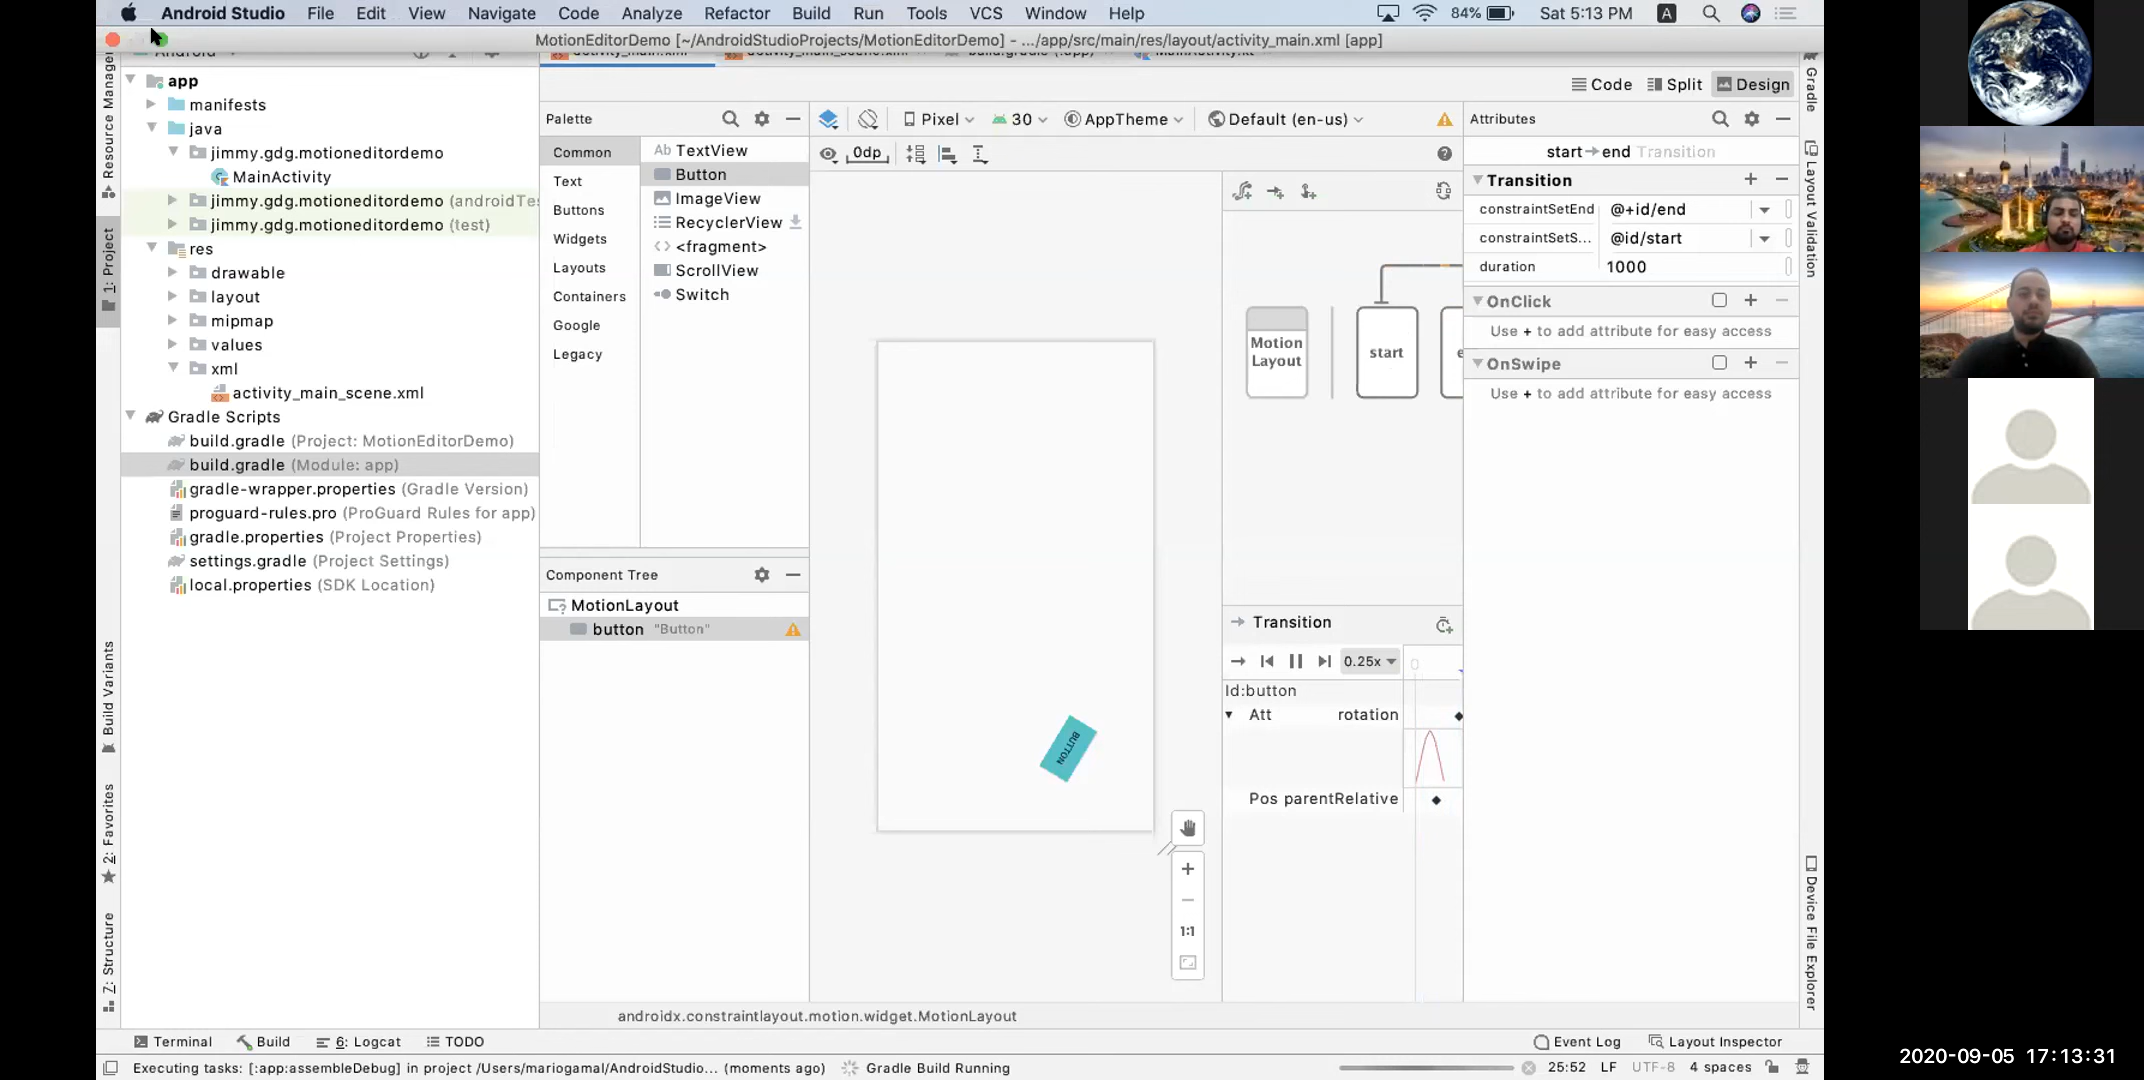 Android Studio File Edit View Navigate Code Analyze Refactor Build Run Tools VCS Window Help 84% Sat 5:13 PM A
MotionEditorDemo [~/AndroidStudioProjects/MotionEditorDemo] - .../app/src/main/res/layout/activity_main.xml [app]
Code Split Design
Resource Manager
1: Project
Build Variants
2: Favorites
7: Structure
app
manifests
java
jimmy.gdg.motioneditordemo
MainActivity
jimmy.gdg.motioneditordemo (androidTes
jimmy.gdg.motioneditordemo (test)
res
drawable
layout
mipmap
values
xml
activity_main_scene.xml
Gradle Scripts
build.gradle (Project: MotionEditorDemo)
build.gradle (Module: app)
gradle-wrapper.properties (Gradle Version)
proguard-rules.pro (ProGuard Rules for app)
gradle.properties (Project Properties)
settings.gradle (Project Settings)
local.properties (SDK Location)
Palette
Common
Text
Buttons
Widgets
Layouts
Containers
Google
Legacy
Ab TextView
Button
ImageView
RecyclerView
<> <fragment>
ScrollView
Switch
Component Tree
MotionLayout
button "Button"
Pixel 30 AppTheme Default (en-us)
0dp
BUTTON
1:1
Motion Layout
start
e
Transition
0.25x 0
Id:button
Att rotation
Pos parentRelative
Attributes
start→end Transition
Transition
constraintSetEnd @+id/end
constraintSetS... @id/start
duration 1000
OnClick
Use + to add attribute for easy access
OnSwipe
Use + to add attribute for easy access
Gradle
Layout Validation
Device File Explorer
androidx.constraintlayout.motion.widget.MotionLayout
Terminal Build 6: Logcat TODO Event Log Layout Inspector
Executing tasks: [:app:assembleDebug] in project /Users/mariogamal/AndroidStudio... (moments ago) Gradle Build Running 25:52 LF UTF-8 4 spaces
2020-09-05 17:13:31